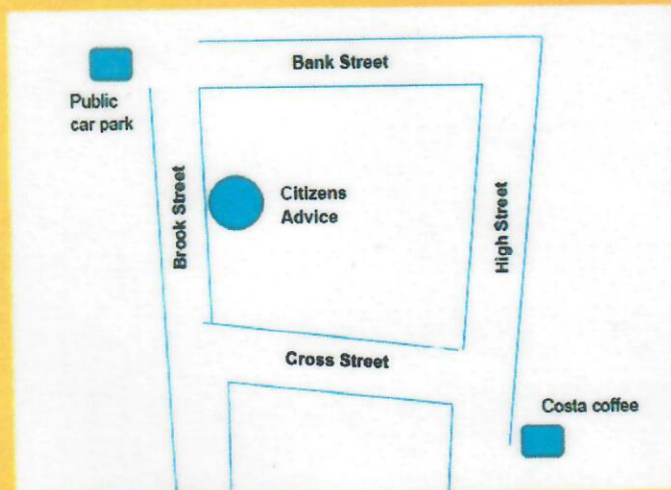 Bank Street
Public
car park
Citizens
Advice
Brook Street
High Street
Cross Street
Costa coffee